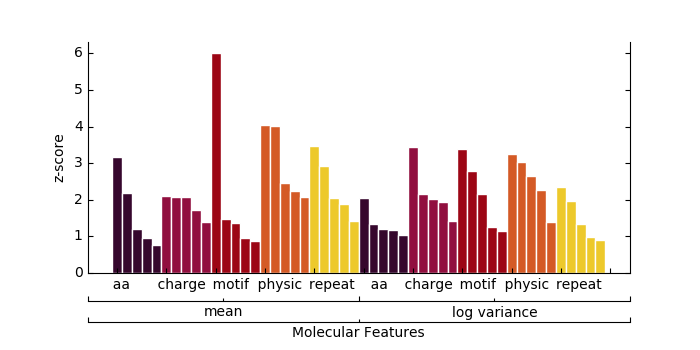 6
5
4
3
2
1
0
z-score
aa charge motif physic repeat aa charge motif physic repeat
mean log variance
Molecular Features